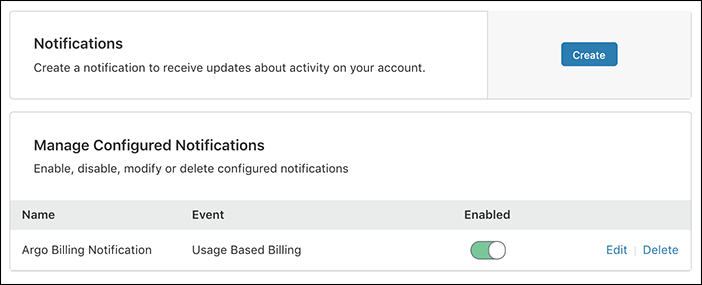 Notifications
Create a notification to receive updates about activity on your account.
Create
Manage Configured Notifications
Enable, disable, modify or delete configured notifications
Name Event Enabled
Argo Billing Notification Usage Based Billing Edit | Delete